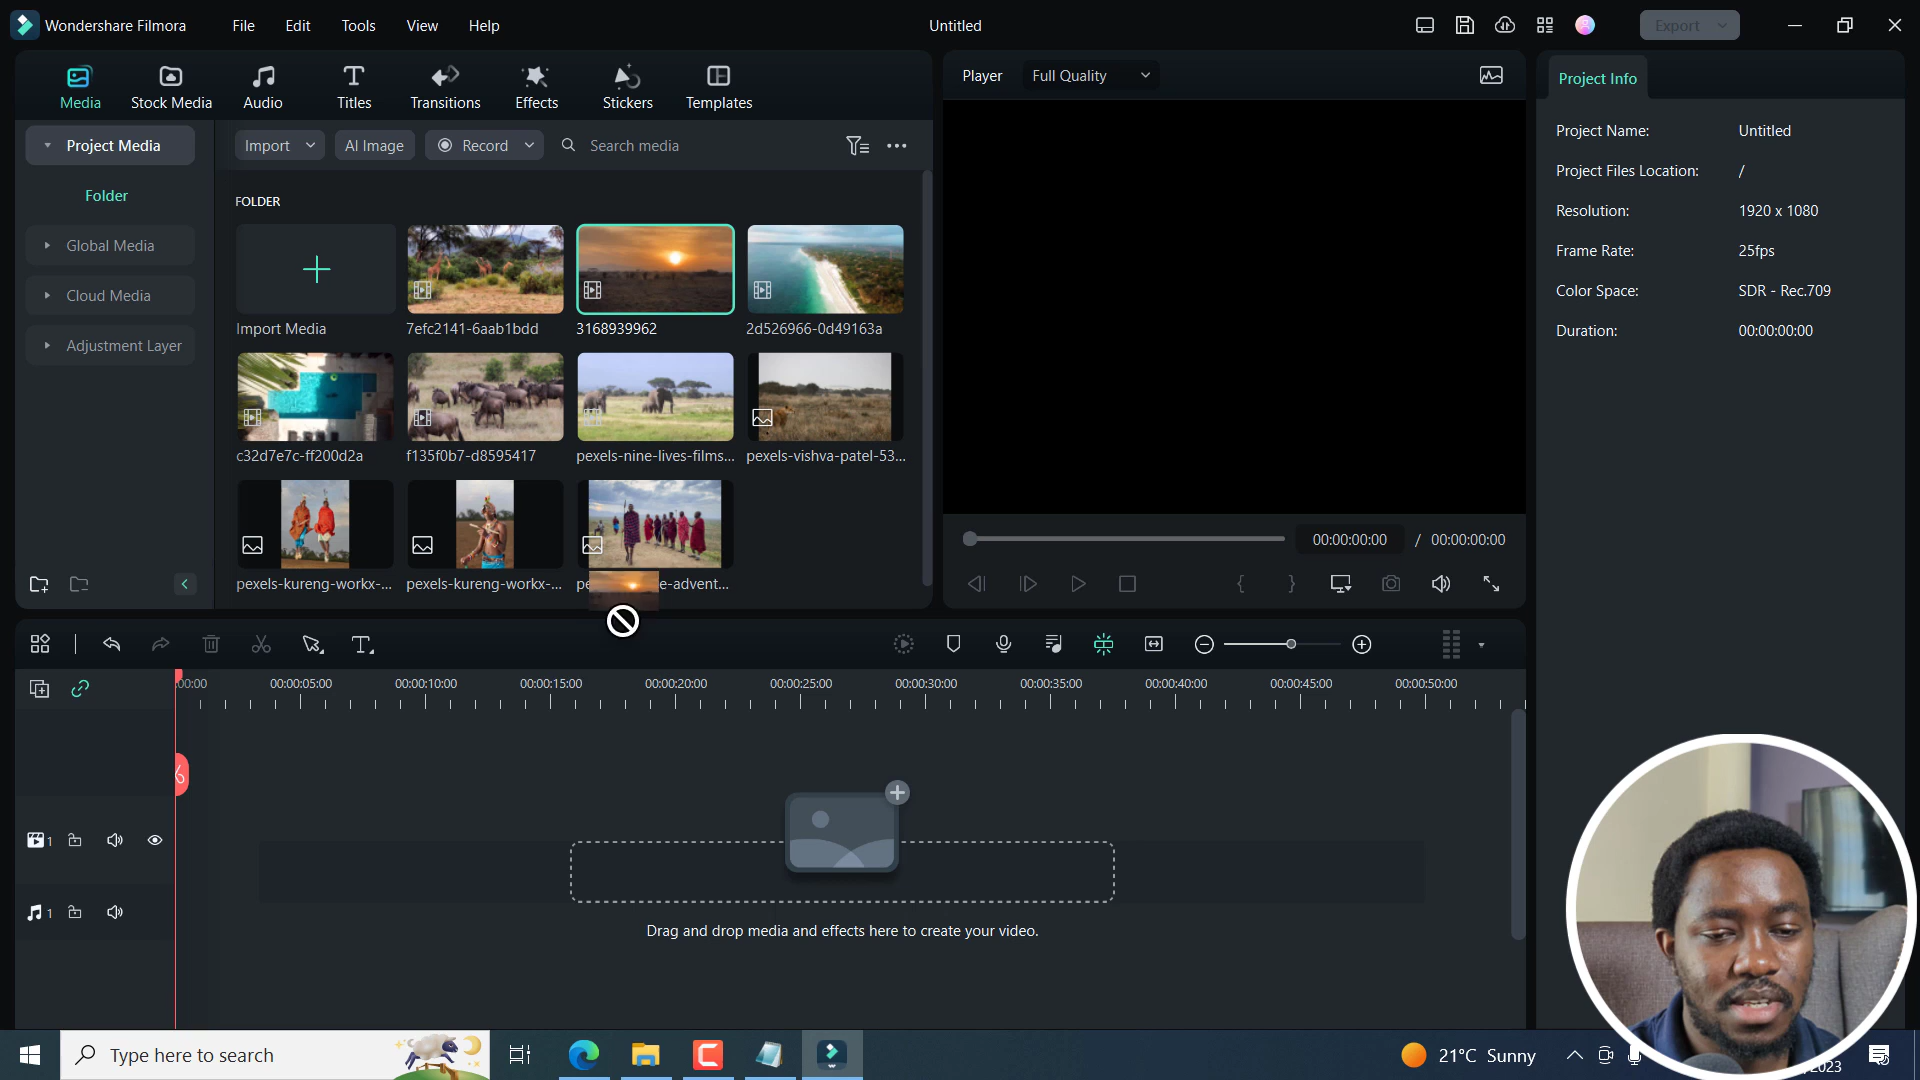 Wondershare Filmora File Edit Tools View Help Untitled Export
Media Stock Media Audio Titles Transitions Effects Stickers Templates
Player Full Quality
Project Info
Project Media
Import AI Image Record Search media
Folder
Global Media
Cloud Media
Adjustment Layer
FOLDER
Import Media 7efc2141-6aab1bdd 3168939962 2d526966-0d49163a
c32d7e7c-ff200d2a f135f0b7-d8595417 pexels-nine-lives-films... pexels-vishva-patel-53...
pexels-kureng-workx-... pexels-kureng-workx-... pe e-advent...
Project Name: Untitled
Project Files Location: /
Resolution: 1920 x 1080
Frame Rate: 25fps
Color Space: SDR - Rec.709
Duration: 00:00:00:00
00:00:00:00 / 00:00:00:00
:00:00 00:00:05:00 00:00:10:00 00:00:15:00 00:00:20:00 00:00:25:00 00:00:30:00 00:00:35:00 00:00:40:00 00:00:45:00 00:00:50:00
1
1
Drag and drop media and effects here to create your video.
Type here to search
21°C Sunny
/2023